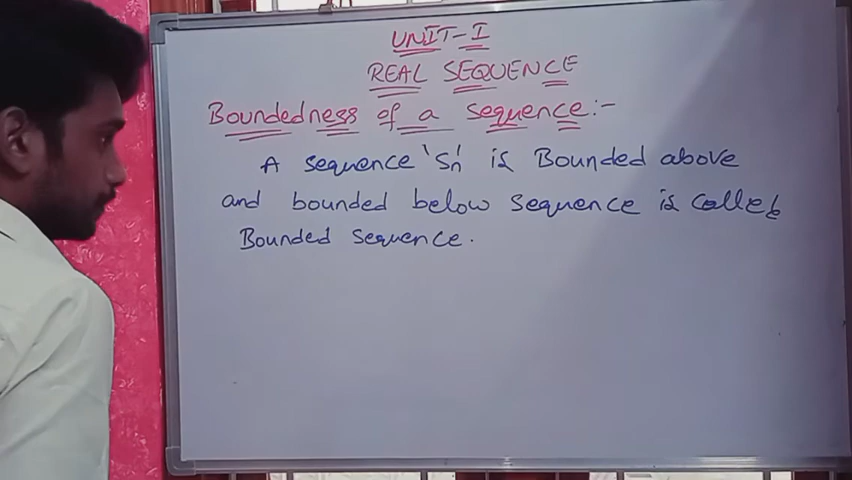 UNIT-I
REAL SEQUENCE
Boundedness of a sequence:-
A sequence 'Sn' is Bounded above
and bounded below sequence is called
Bounded sequence.